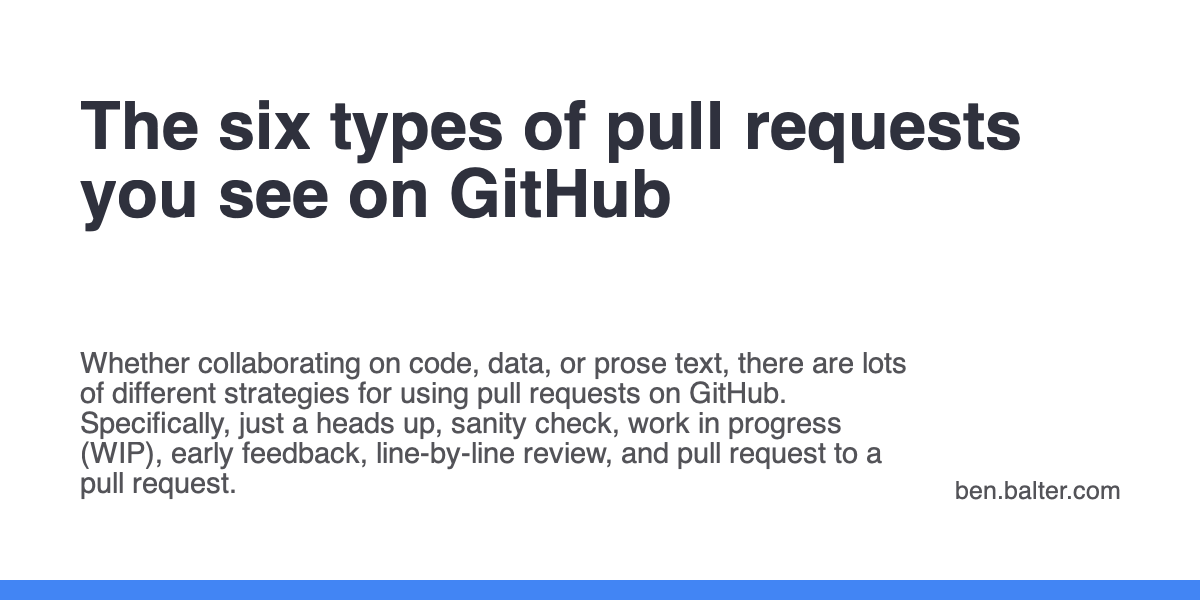 The six types of pull requests
you see on GitHub
Whether collaborating on code, data, or prose text, there are lots
of different strategies for using pull requests on GitHub.
Specifically, just a heads up, sanity check, work in progress
(WIP), early feedback, line-by-line review, and pull request to a
pull request.
ben.balter.com